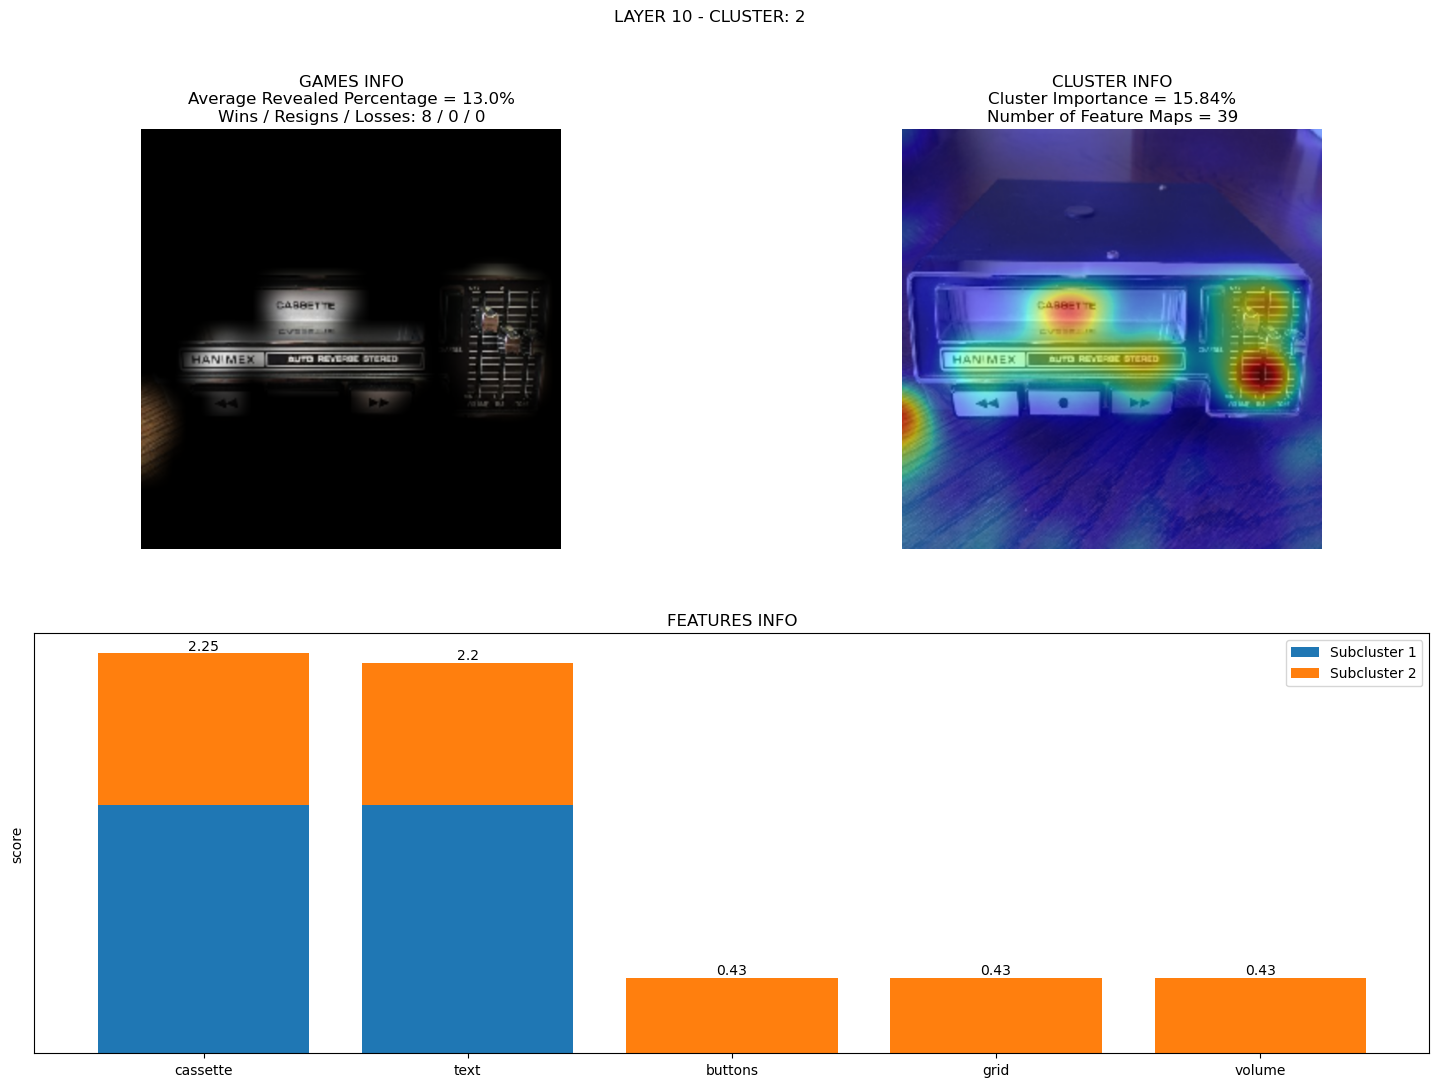 LAYER 10 - CLUSTER: 2
GAMES INFO
Average Revealed Percentage = 13.0%
Wins / Resigns / Losses: 8 / 0 / 0
CASSETTE
HANIMEX AUTO REVERSE STEREO
CLUSTER INFO
Cluster Importance = 15.84%
Number of Feature Maps = 39
CASSETTE
HANIMEX AUTO REVERSE STEREO
FEATURES INFO
Subcluster 1
Subcluster 2
score
2.25
2.2
0.43
0.43
0.43
cassette
text
buttons
grid
volume